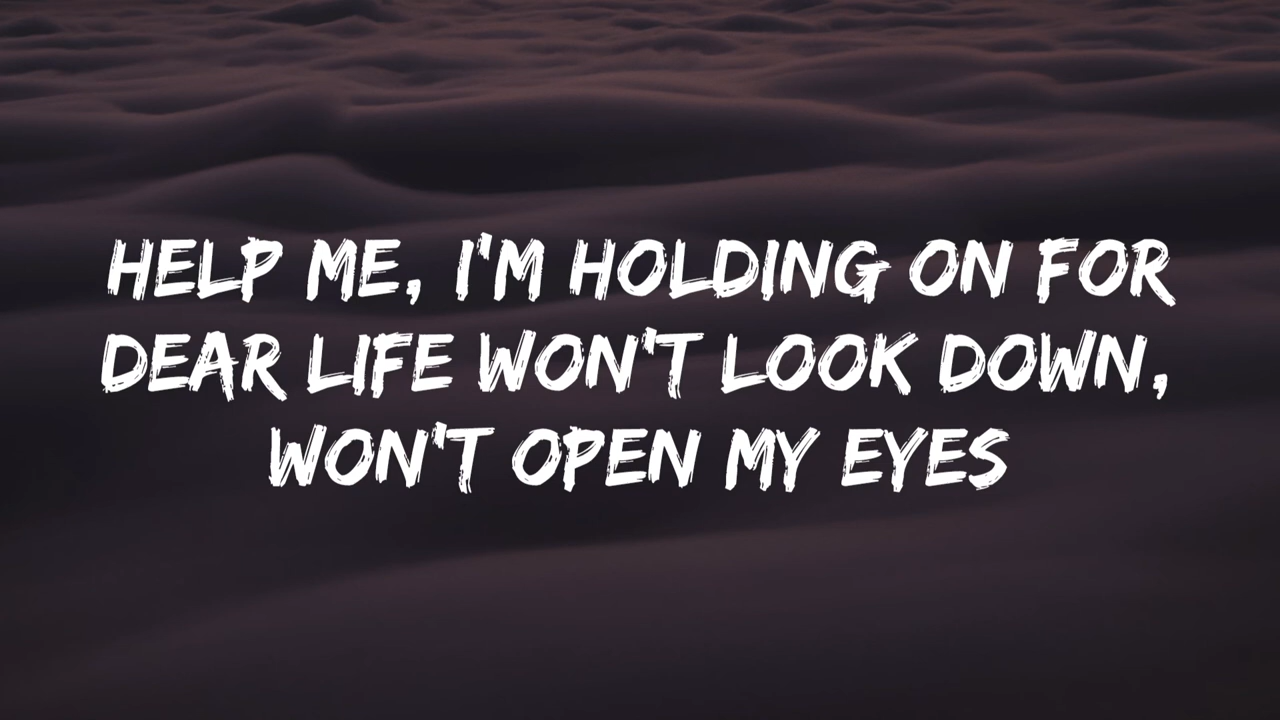 HELP ME, I'M HOLDING ON FOR
DEAR LIFE WON'T LOOK DOWN,
WON'T OPEN MY EYES